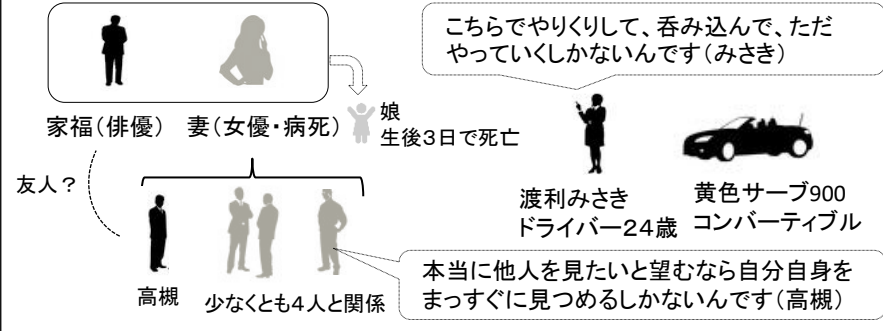 こちらでやりくりして、呑み込んで、ただ
やっていくしかないんです(みさき)
家福(俳優)
妻(女優・病死)
娘
生後3日で死亡
友人?
渡利みさき
ドライバー24歳
黄色サーブ900
コンバーティブル
高槻
少なくとも4人と関係
本当に他人を見たいと望むなら自分自身を
まっすぐに見つめるしかないんです(高槻)